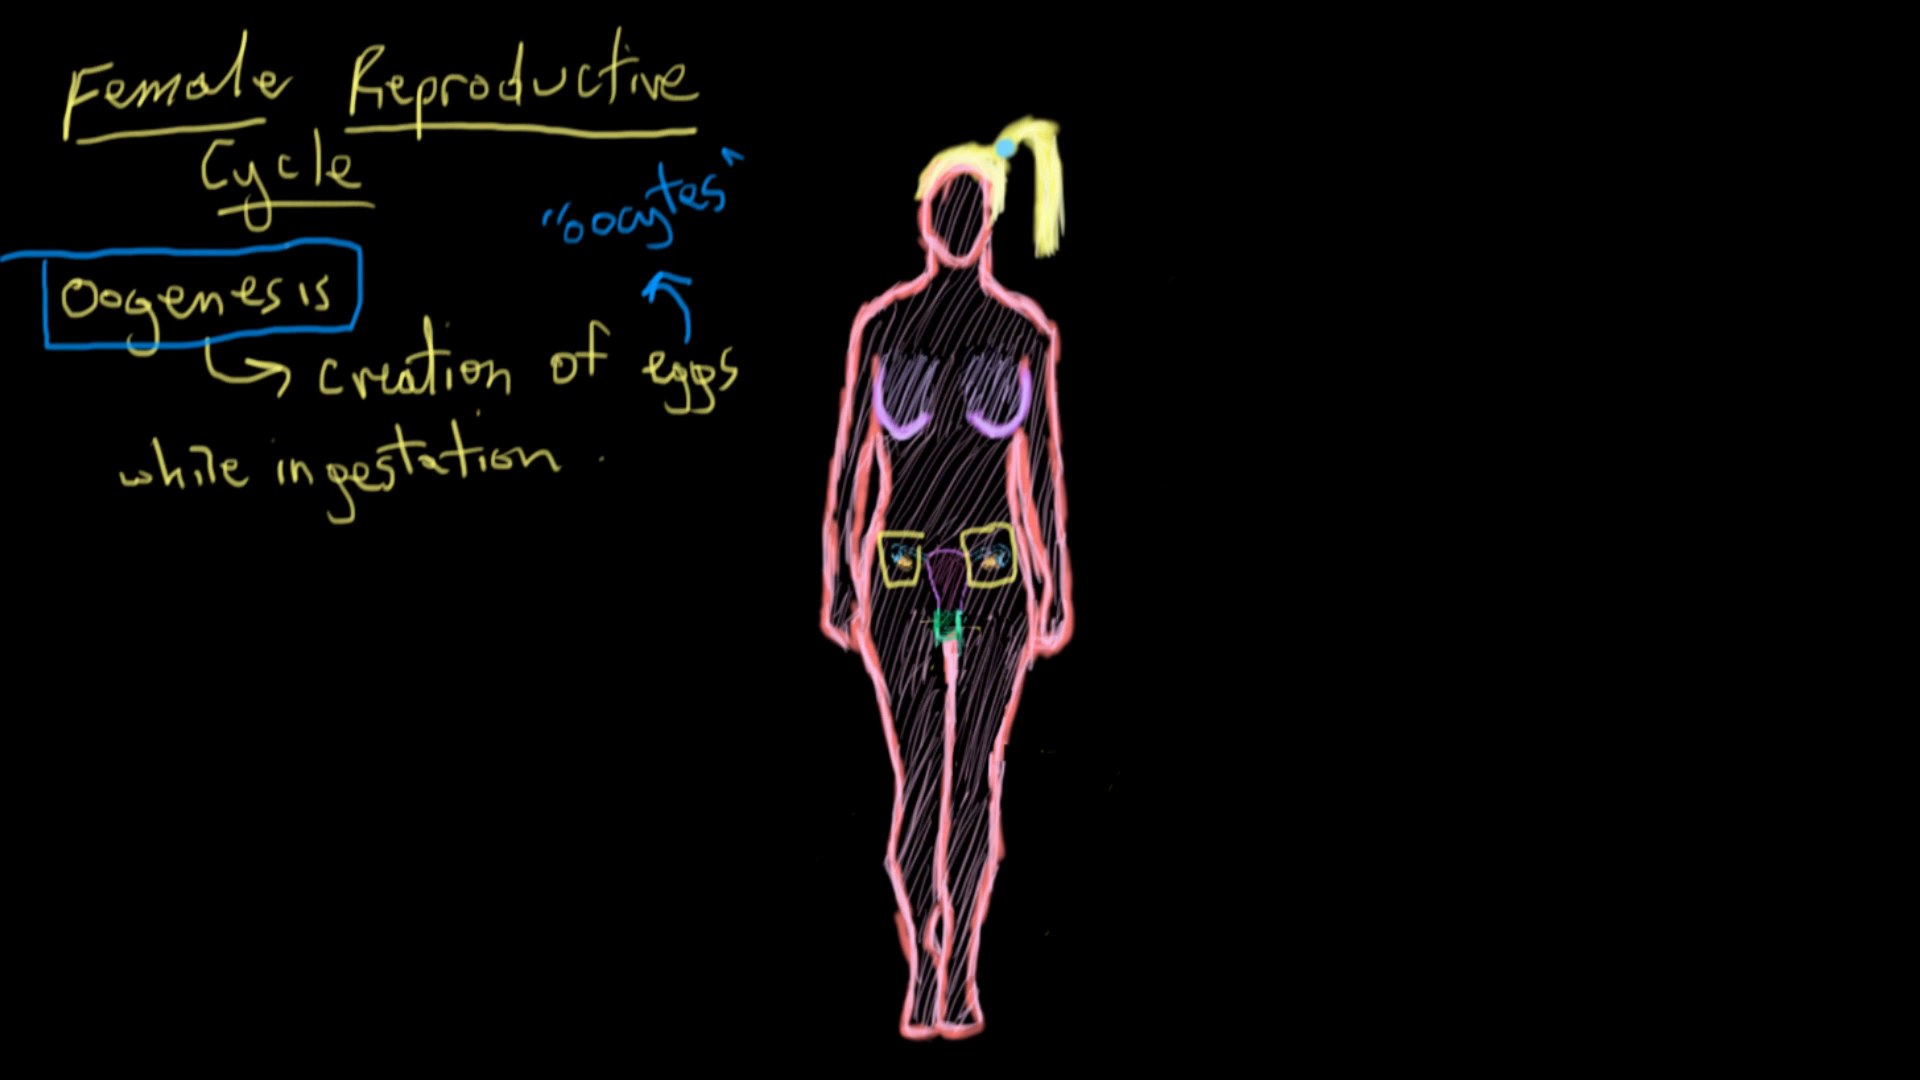 Female Reproductive
Cycle
"oocytes"
Oogenesis
creation of eggs
while in gestation.